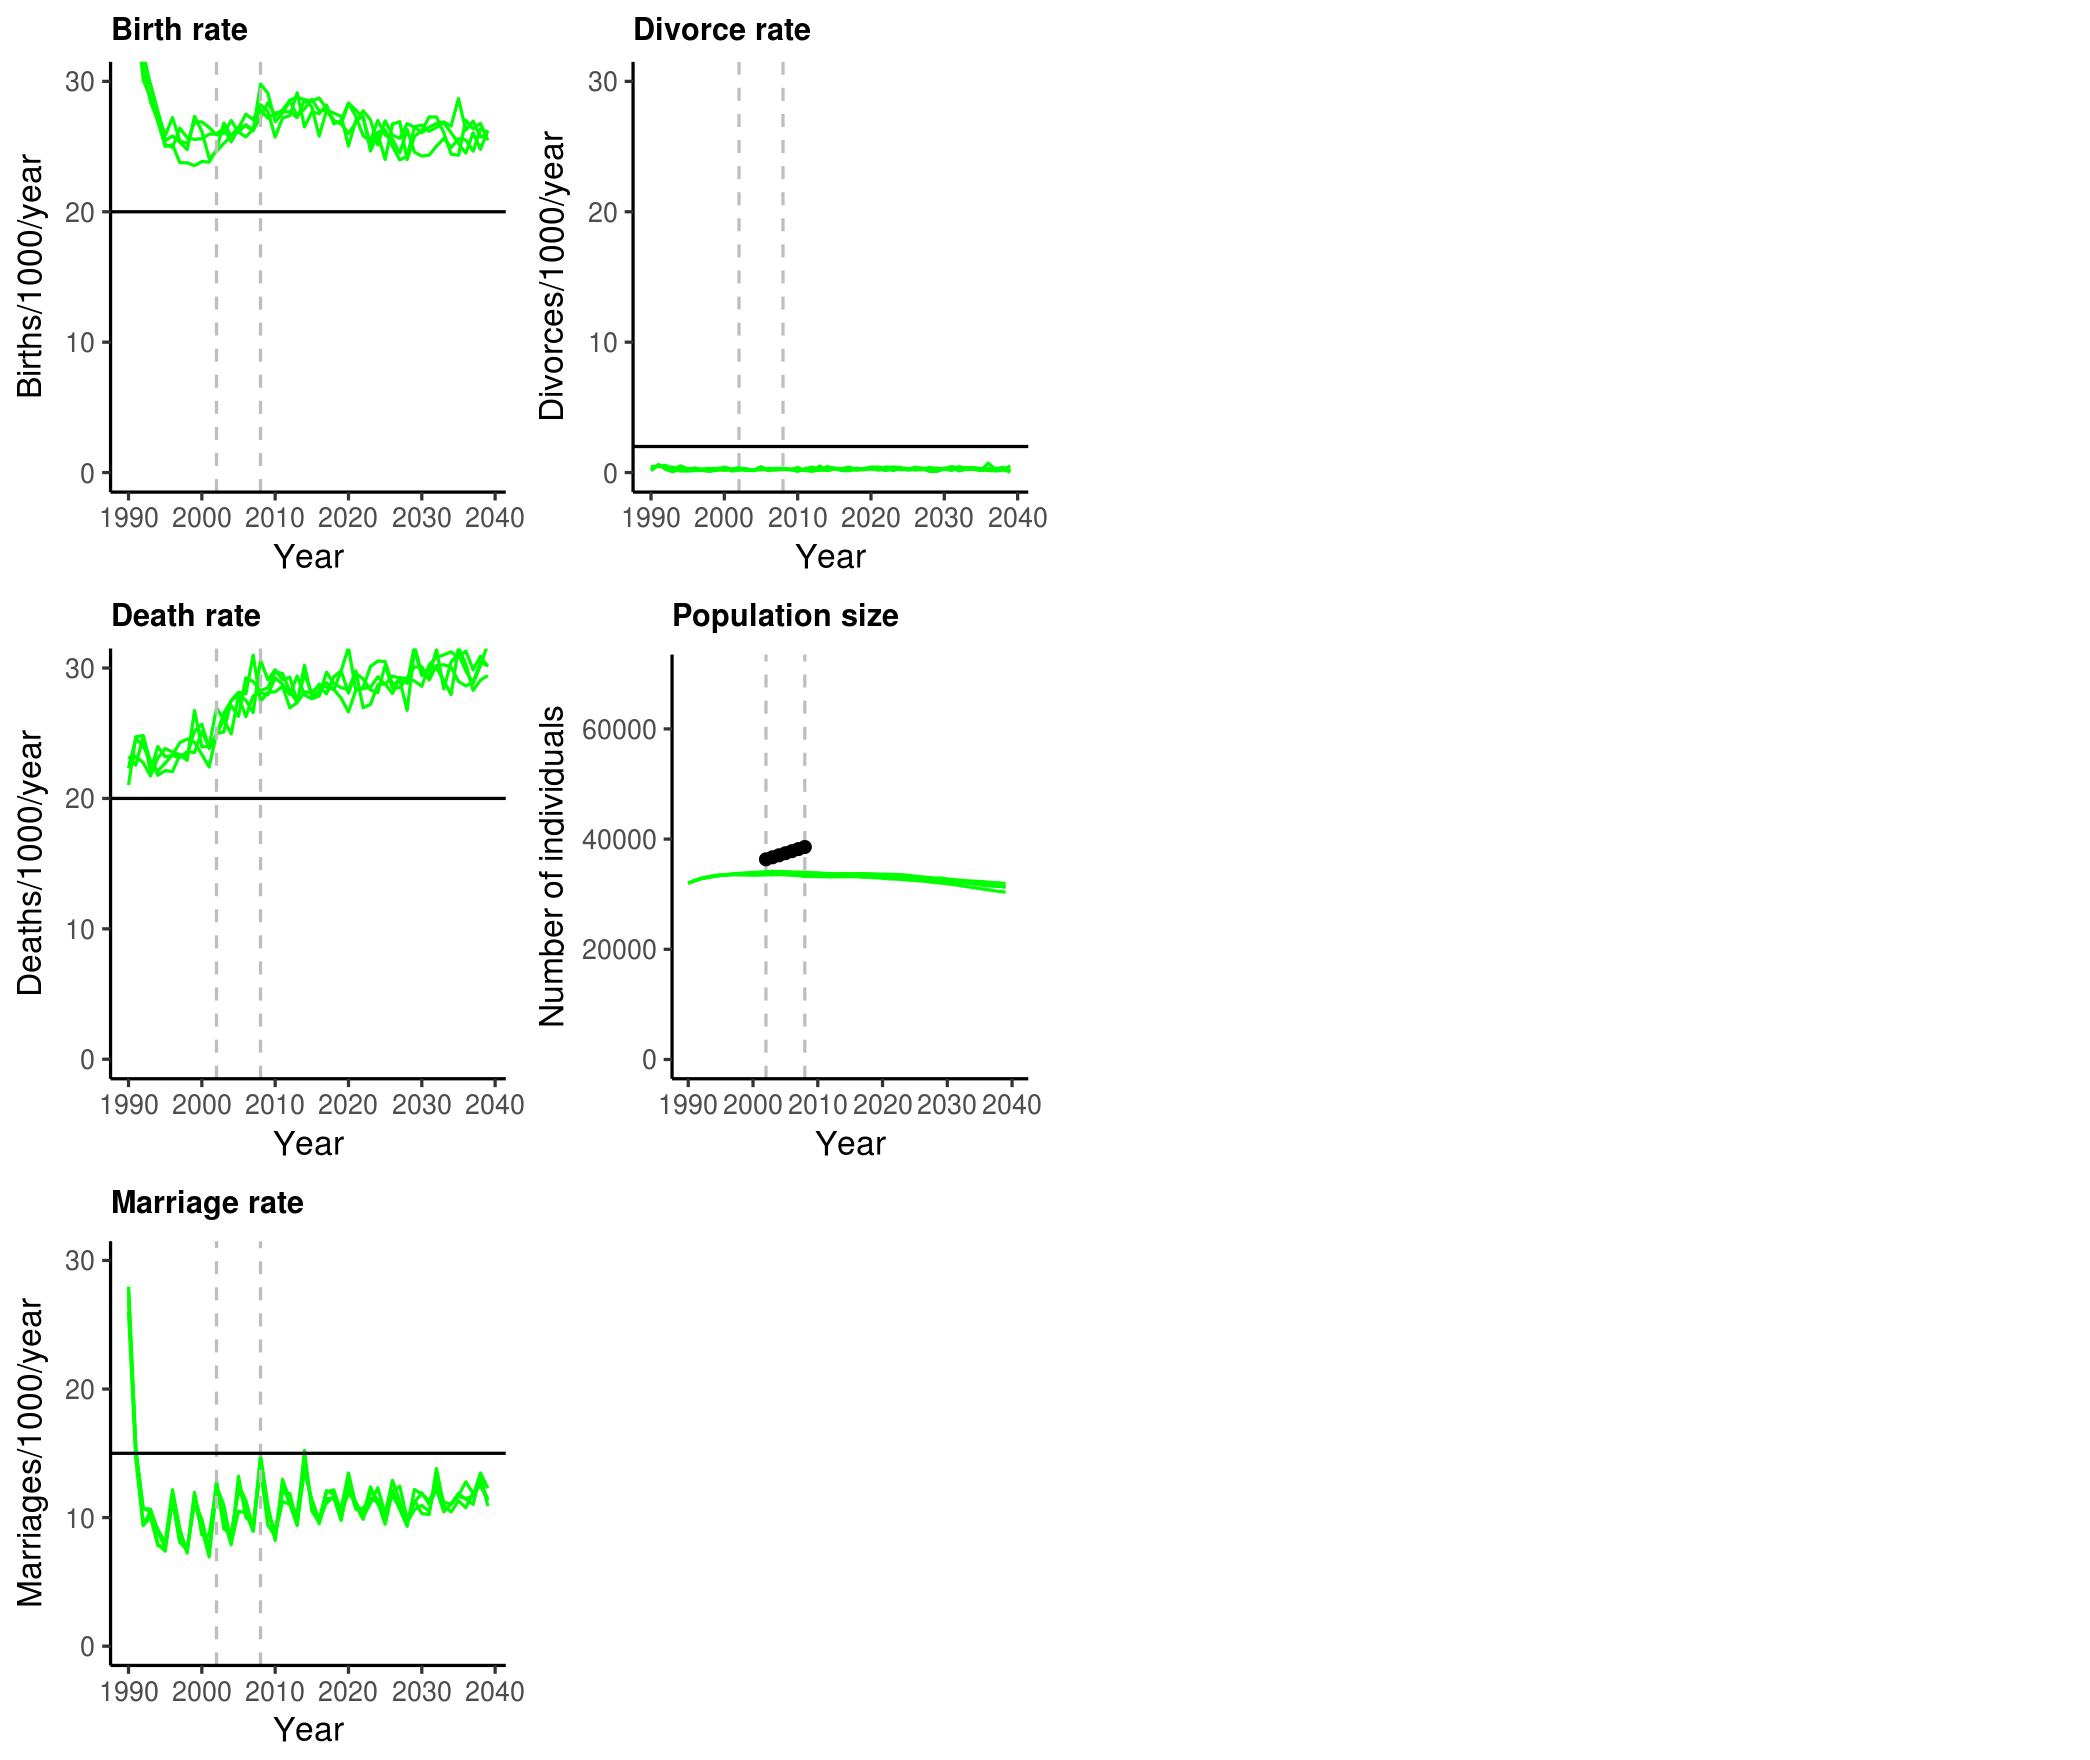 Birth rate
Births/1000/year
30
20
10
0
1990 2000 2010 2020 2030 2040
Year
Divorce rate
Divorces/1000/year
30
20
10
0
1990 2000 2010 2020 2030 2040
Year
Death rate
Deaths/1000/year
30
20
10
0
1990 2000 2010 2020 2030 2040
Year
Population size
Number of individuals
60000
40000
20000
0
1990 2000 2010 2020 2030 2040
Year
Marriage rate
Marriages/1000/year
30
20
10
0
1990 2000 2010 2020 2030 2040
Year